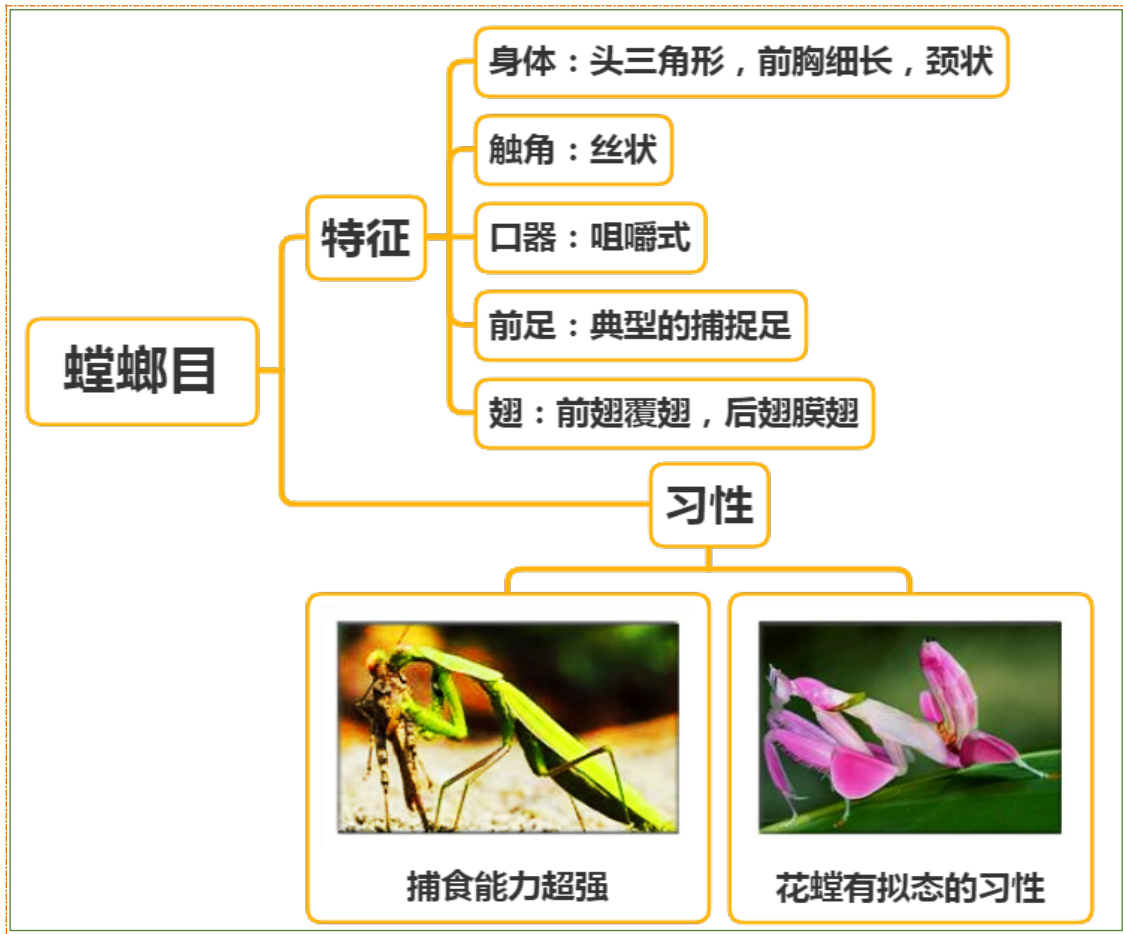 身体：头三角形，前胸细长，颈状
触角：丝状
特征
口器：咀嚼式
前足：典型的捕捉足
螳螂目
翅：前翅覆翅，后翅膜翅
习性
捕食能力超强
花螳有拟态的习性